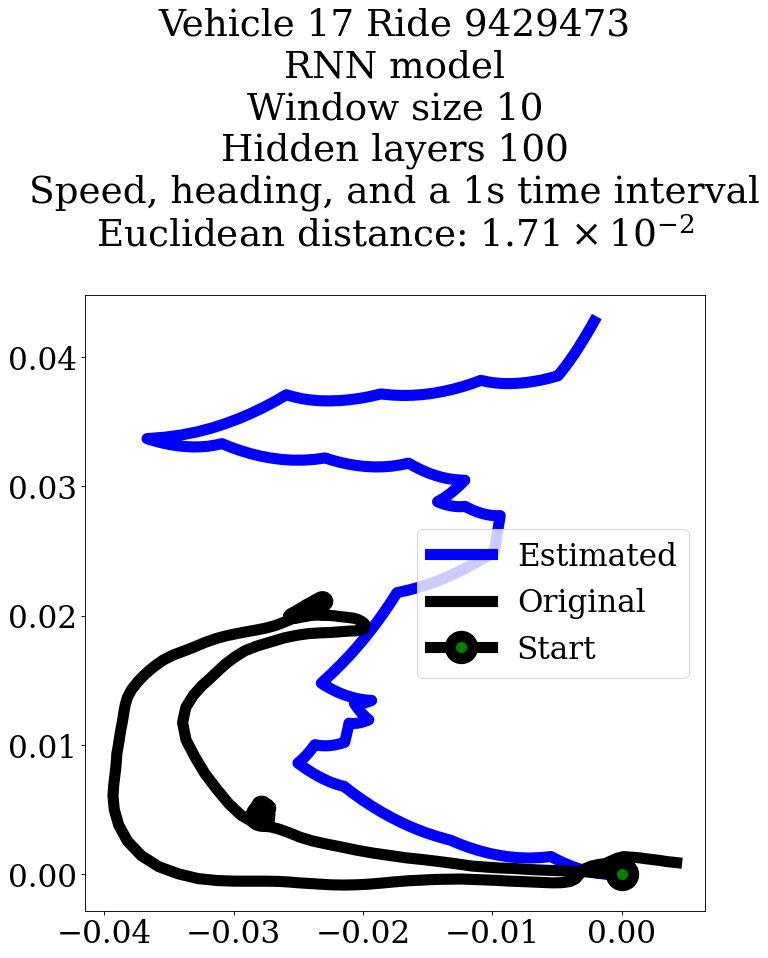 Vehicle 17 Ride 9429473
RNN model
Window size 10
Hidden layers 100
Speed, heading, and a 1s time interval
Euclidean distance: 1.71 × 10⁻²
0.04
0.03
0.02
0.01
0.00
Estimated
Original
Start
−0.04 −0.03 −0.02 −0.01 0.00